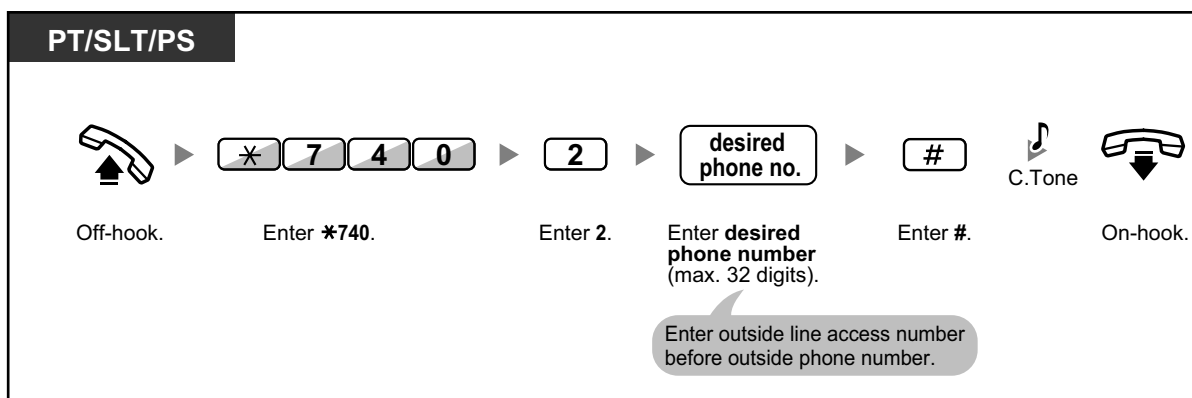 PT/SLT/PS
* 7 4 0
2
desired
phone no.
#
C.Tone
Off-hook.
Enter *740.
Enter 2.
Enter desired
phone number
(max. 32 digits).
Enter #.
On-hook.
Enter outside line access number
before outside phone number.